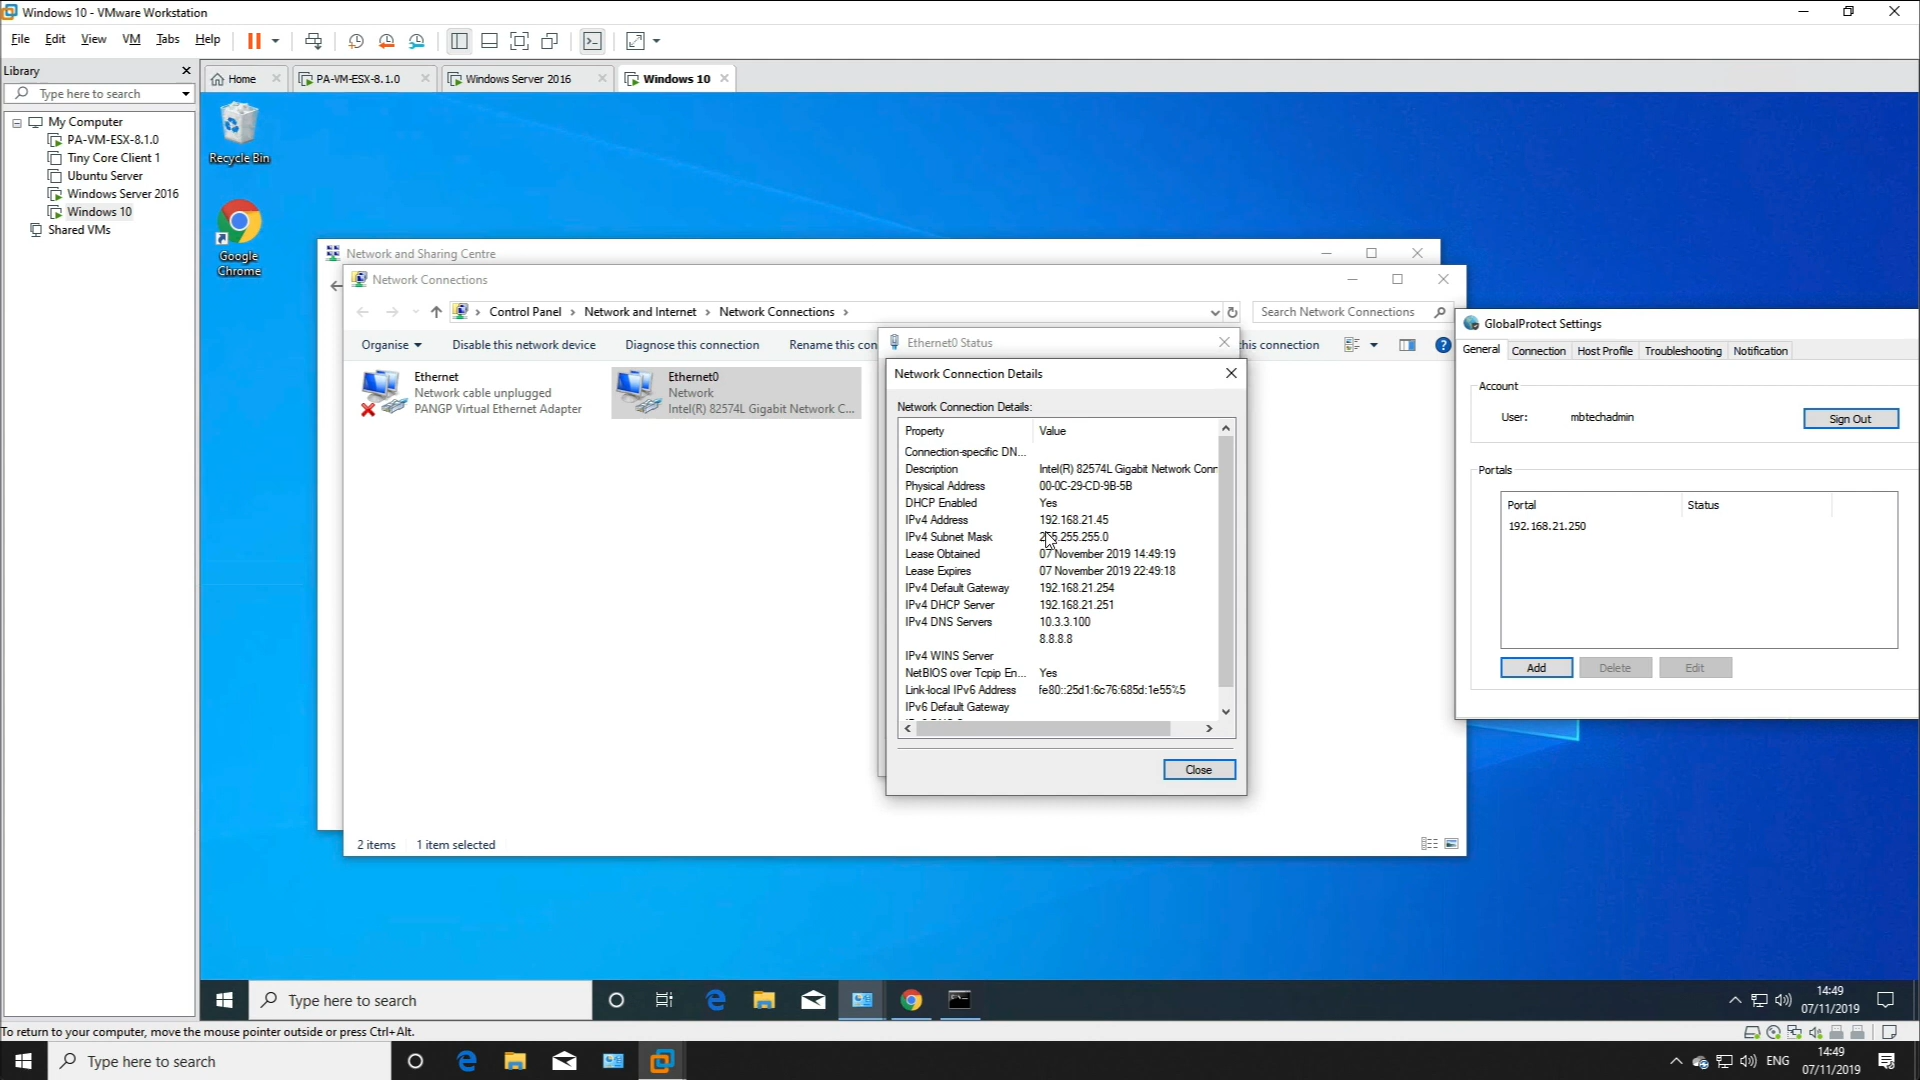 Windows 10 - VMware Workstation
File Edit View VM Tabs Help
Library
Home
PA-VM-ESX-8.1.0
Windows Server 2016
Windows 10
Type here to search
My Computer
PA-VM-ESX-8.1.0
Tiny Core Client 1
Ubuntu Server
Windows Server 2016
Windows 10
Shared VMs
Recycle Bin
Google
Chrome
Network and Sharing Centre
Network Connections
Control Panel > Network and Internet > Network Connections >
Search Network Connections
Organise
Disable this network device
Diagnose this connection
Rename this con
this connection
Ethernet
Network cable unplugged
PANGP Virtual Ethernet Adapter
Ethernet0
Network
Intel(R) 82574L Gigabit Network C...
2 items
1 item selected
Ethernet0 Status
Network Connection Details
Network Connection Details:
Property Value
Connection-specific DN...
Description Intel(R) 82574L Gigabit Network Conn
Physical Address 00-0C-29-CD-9B-5B
DHCP Enabled Yes
IPv4 Address 192.168.21.45
IPv4 Subnet Mask 255.255.255.0
Lease Obtained 07 November 2019 14:49:19
Lease Expires 07 November 2019 22:49:18
IPv4 Default Gateway 192.168.21.254
IPv4 DHCP Server 192.168.21.251
IPv4 DNS Servers 10.3.3.100
8.8.8.8
IPv4 WINS Server
NetBIOS over Tcpip En... Yes
Link-local IPv6 Address fe80::25d1:6c76:685d:1e55%5
IPv6 Default Gateway
Close
GlobalProtect Settings
General Connection Host Profile Troubleshooting Notification
Account
User: mbtechadmin
Sign Out
Portals
Portal Status
192.168.21.250
Add Delete Edit
Type here to search
14:49
07/11/2019
To return to your computer, move the mouse pointer outside or press Ctrl+Alt.
Type here to search
ENG
14:49
07/11/2019